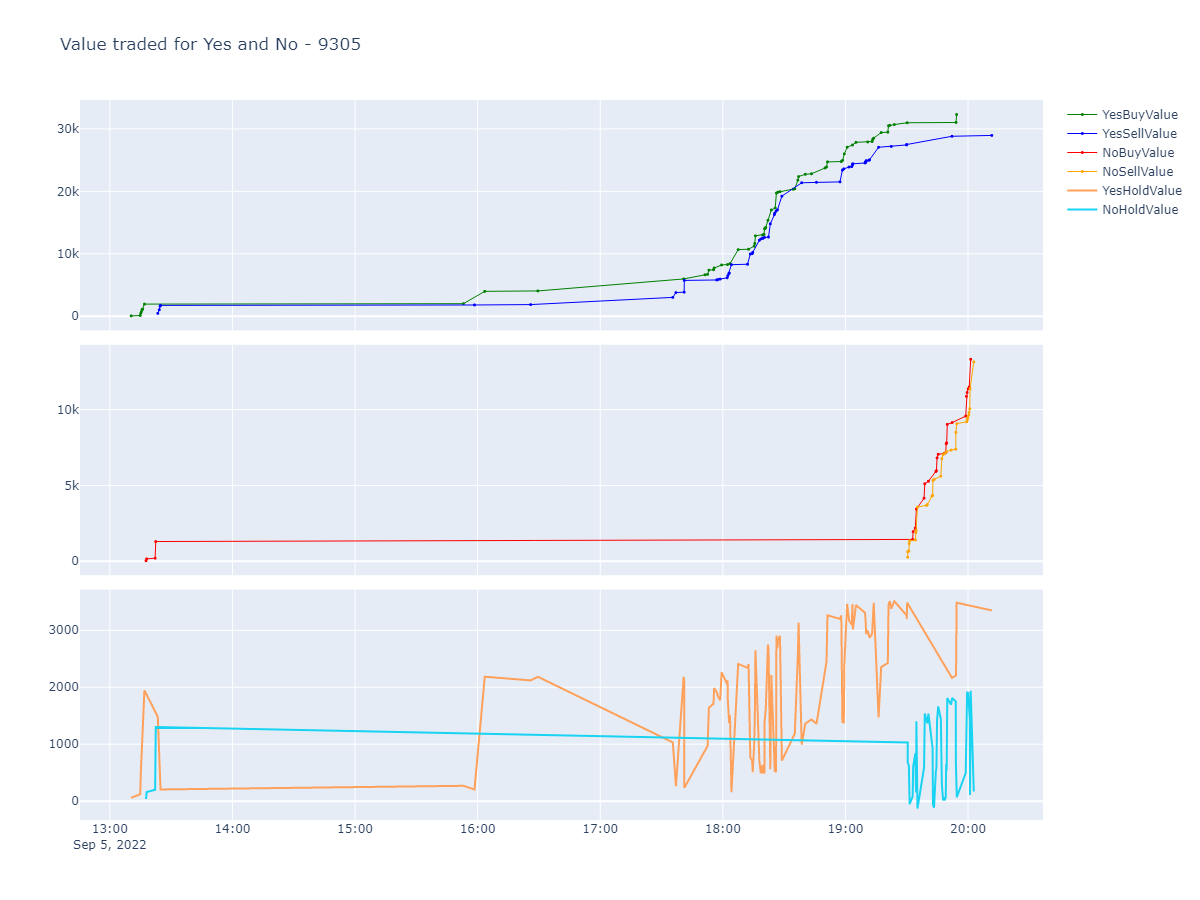 Value traded for Yes and No - 9305
YesBuyValue
YesSellValue
NoBuyValue
NoSellValue
YesHoldValue
NoHoldValue
30k
20k
10k
0
10k
5k
0
3000
2000
1000
0
13:00 14:00 15:00 16:00 17:00 18:00 19:00 20:00
Sep 5, 2022